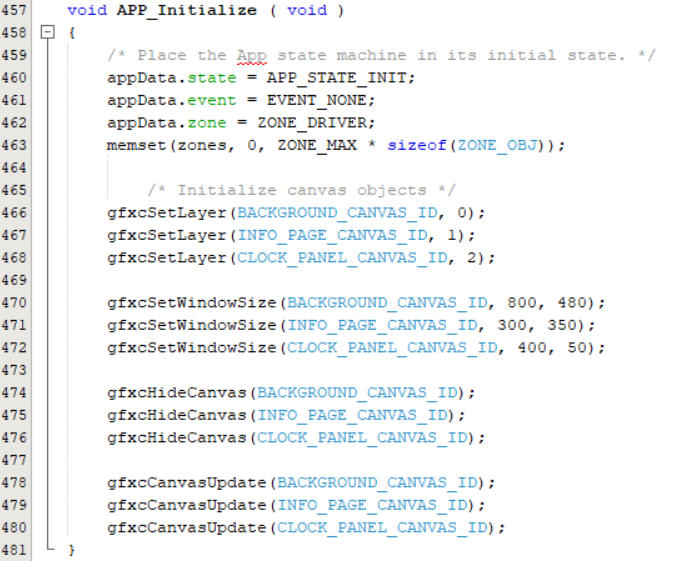 457 void APP_Initialize ( void )
458 {
459 /* Place the App state machine in its initial state. */
460 appData.state = APP_STATE_INIT;
461 appData.event = EVENT_NONE;
462 appData.zone = ZONE_DRIVER;
463 memset(zones, 0, ZONE_MAX * sizeof(ZONE_OBJ));
464
465 /* Initialize canvas objects */
466 gfxcSetLayer(BACKGROUND_CANVAS_ID, 0);
467 gfxcSetLayer(INFO_PAGE_CANVAS_ID, 1);
468 gfxcSetLayer(CLOCK_PANEL_CANVAS_ID, 2);
469
470 gfxcSetWindowSize(BACKGROUND_CANVAS_ID, 800, 480);
471 gfxcSetWindowSize(INFO_PAGE_CANVAS_ID, 300, 350);
472 gfxcSetWindowSize(CLOCK_PANEL_CANVAS_ID, 400, 50);
473
474 gfxcHideCanvas(BACKGROUND_CANVAS_ID);
475 gfxcHideCanvas(INFO_PAGE_CANVAS_ID);
476 gfxcHideCanvas(CLOCK_PANEL_CANVAS_ID);
477
478 gfxcCanvasUpdate(BACKGROUND_CANVAS_ID);
479 gfxcCanvasUpdate(INFO_PAGE_CANVAS_ID);
480 gfxcCanvasUpdate(CLOCK_PANEL_CANVAS_ID);
481 }